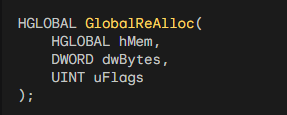 HGLOBAL GlobalReAlloc(
    HGLOBAL hMem,
    DWORD dwBytes,
    UINT uFlags
);